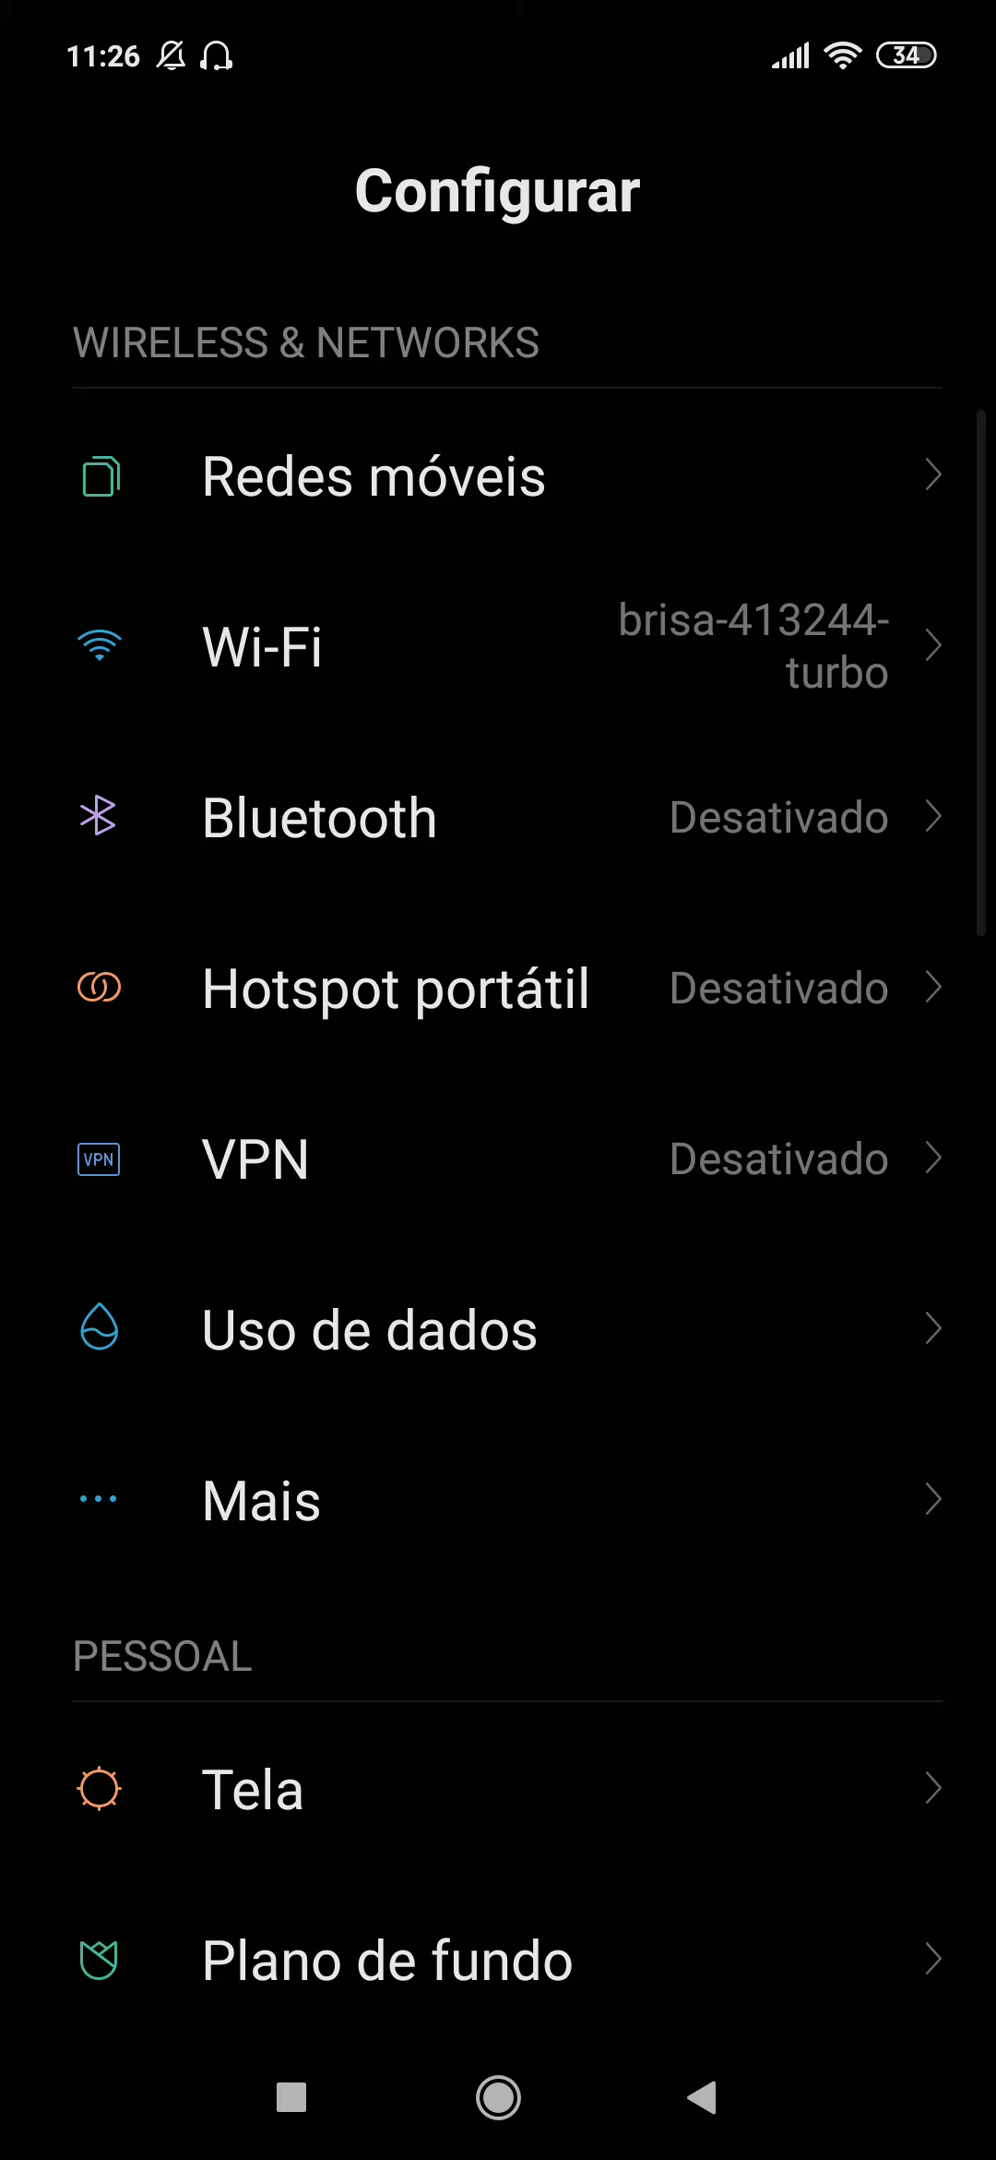 11:26
34
Configurar
WIRELESS & NETWORKS
Redes móveis
Wi-Fi
brisa-413244-
turbo
Bluetooth
Desativado
Hotspot portátil
Desativado
VPN
VPN
Desativado
Uso de dados
Mais
PESSOAL
Tela
Plano de fundo